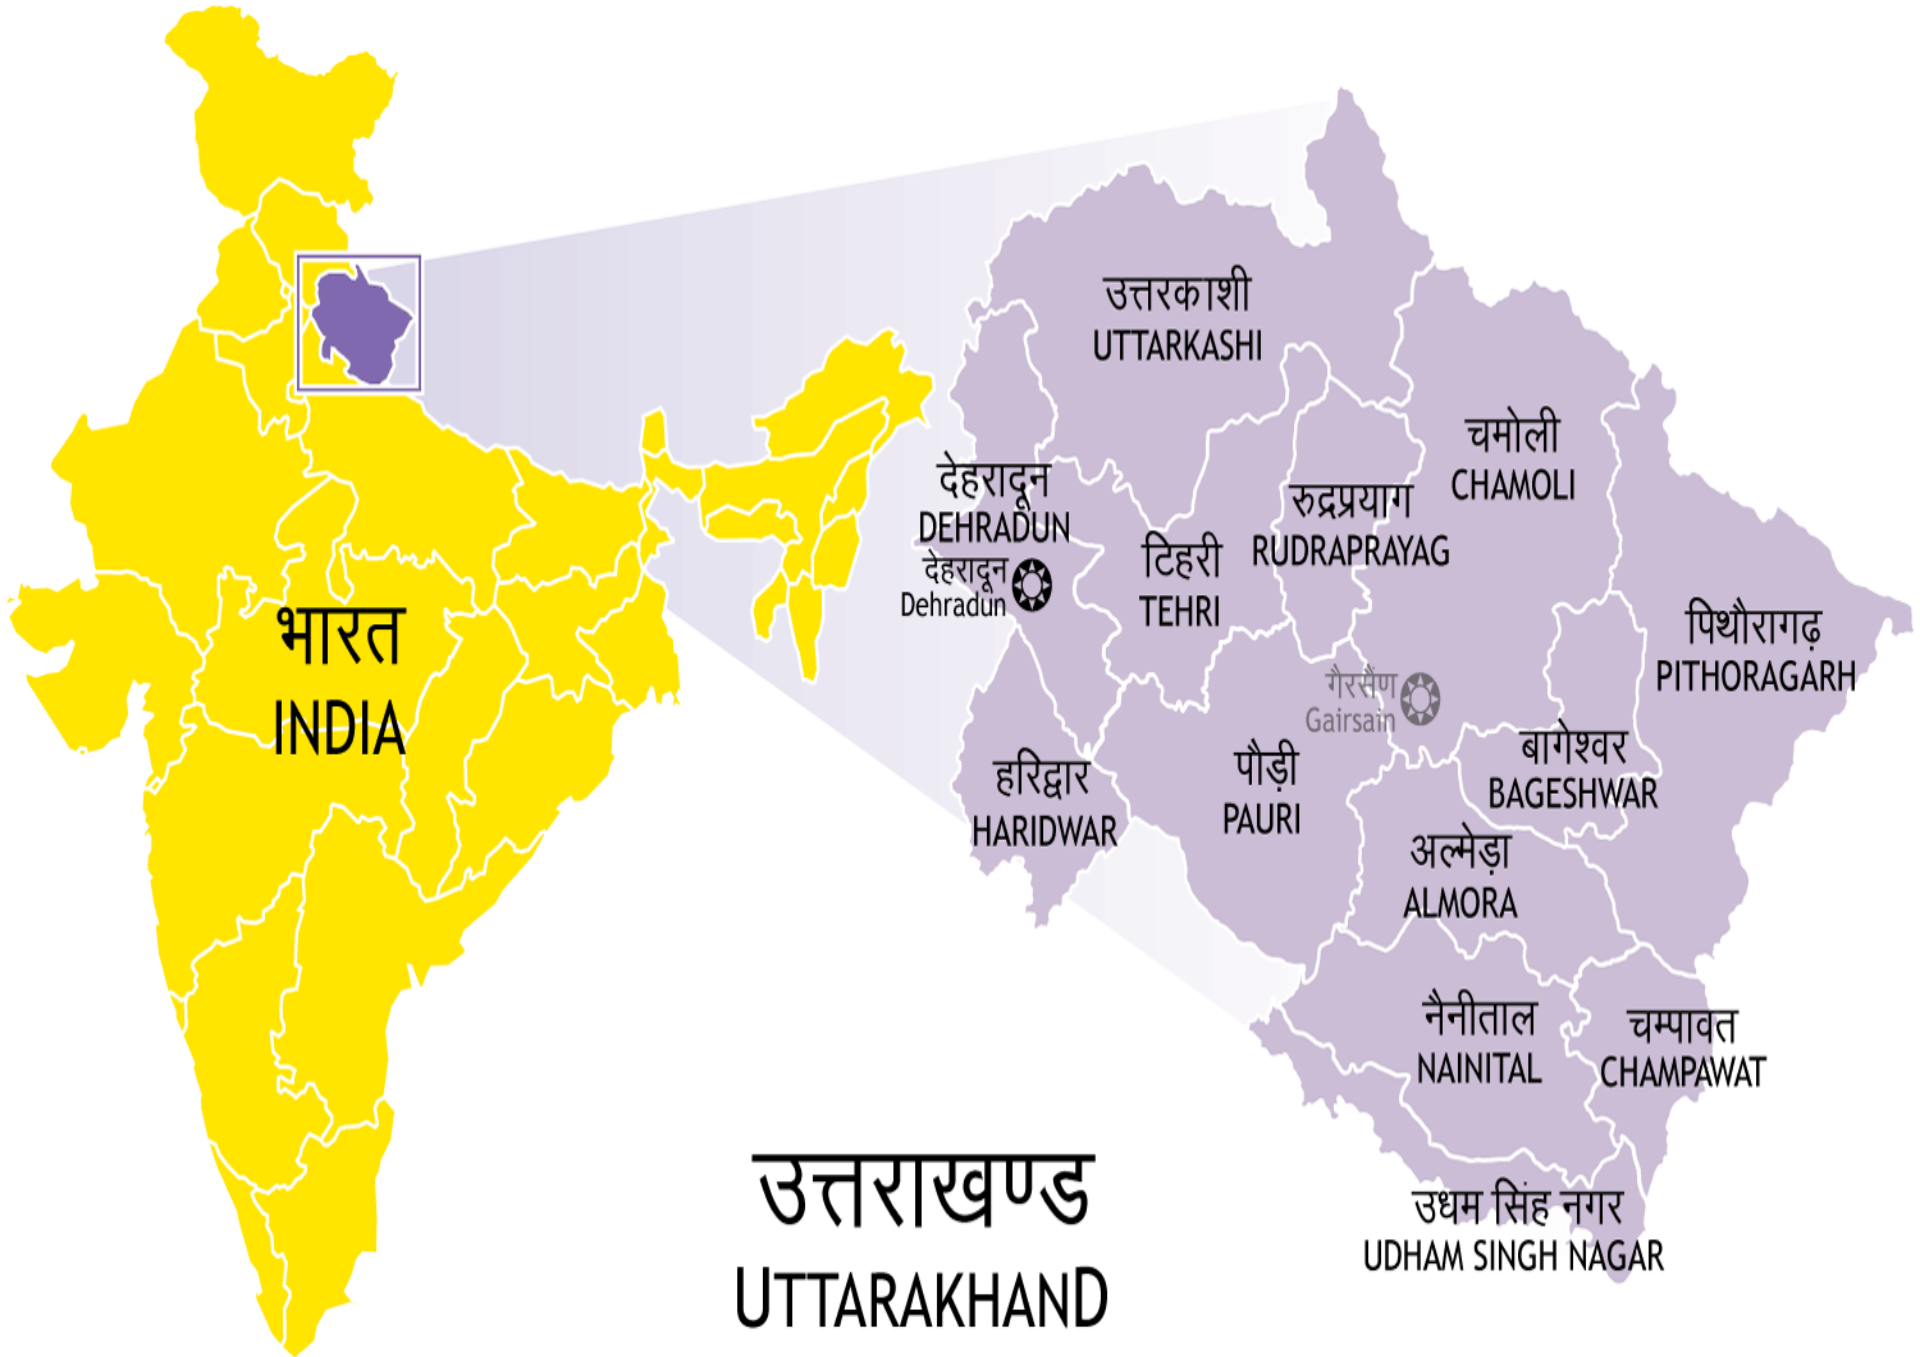 भारत
INDIA
उत्तरकाशी
UTTARKASHI
चमोली
CHAMOLI
देहरादून
DEHRADUN
देहरादून
Dehradun
रुद्रप्रयाग
RUDRAPRAYAG
टिहरी
TEHRI
पिथौरागढ़
PITHORAGARH
गैरसैंण
Gairsain
हरिद्वार
HARIDWAR
पौड़ी
PAURI
बागेश्वर
BAGESHWAR
अल्मेड़ा
ALMORA
नैनीताल
NAINITAL
चम्पावत
CHAMPAWAT
उधम सिंह नगर
UDHAM SINGH NAGAR
उत्तराखण्ड
UTTARAKHAND